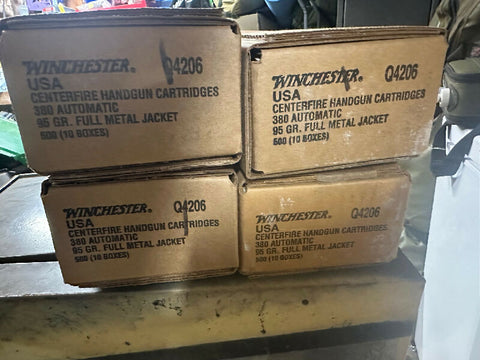 WINCHESTER® Q4206
USA
CENTERFIRE HANDGUN CARTRIDGES
380 AUTOMATIC
95 GR. FULL METAL JACKET
500 (10 BOXES)
WINCHESTER® Q4206
USA
CENTERFIRE HANDGUN CARTRIDGES
380 AUTOMATIC
95 GR. FULL METAL JACKET
500 (10 BOXES)
WINCHESTER® Q4206
USA
CENTERFIRE HANDGUN CARTRIDGES
380 AUTOMATIC
95 GR. FULL METAL JACKET
500 (10 BOXES)
WINCHESTER® Q4206
USA
CENTERFIRE HANDGUN CARTRIDGES
380 AUTOMATIC
95 GR. FULL METAL JACKET
500 (10 BOXES)